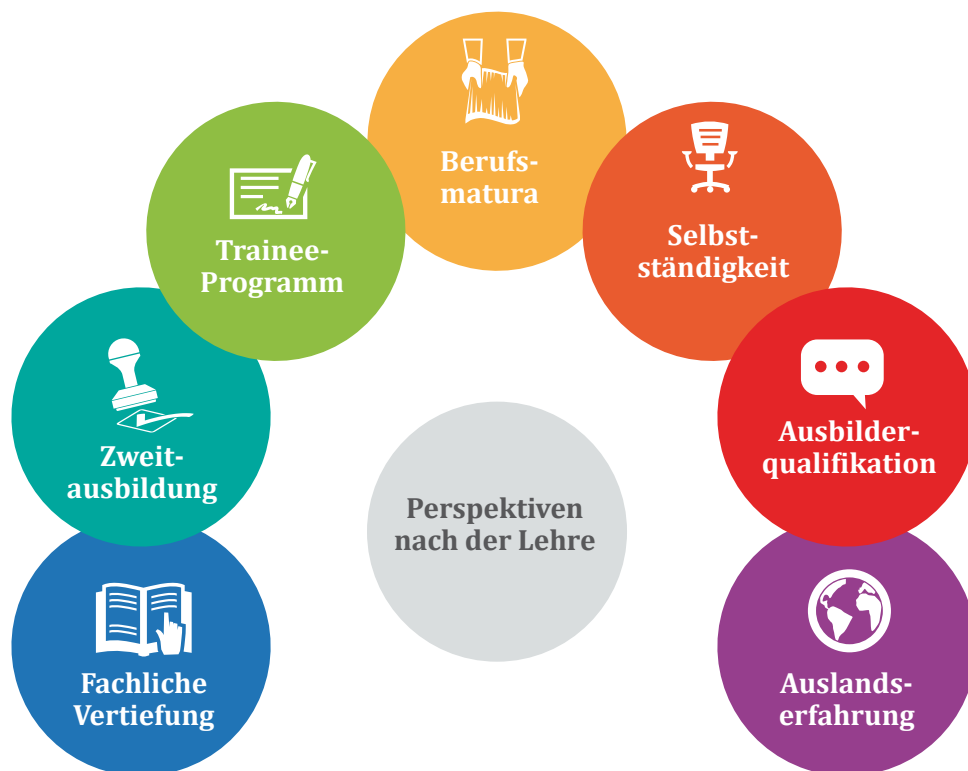 Berufs-
matura
Trainee-
Programm
Selbst-
ständigkeit
Zweit-
ausbildung
Ausbilder-
qualifikation
Perspektiven
nach der Lehre
Fachliche
Vertiefung
Auslands-
erfahrung